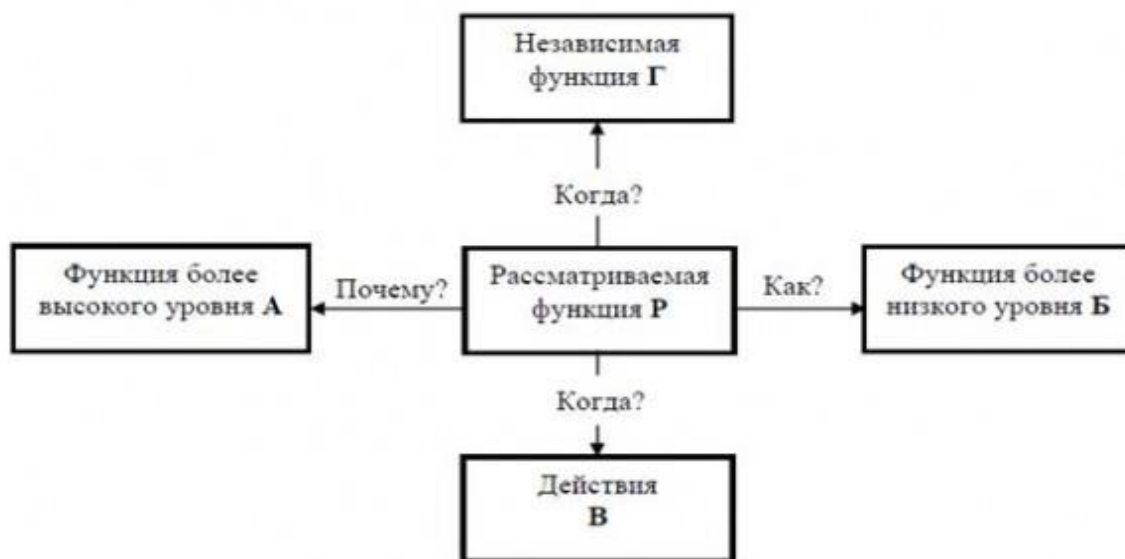 Независимая
функция Г
Когда?
Функция более
высокого уровня А
Почему?
Рассматриваемая
функция Р
Как?
Функция более
низкого уровня Б
Когда?
Действия
В